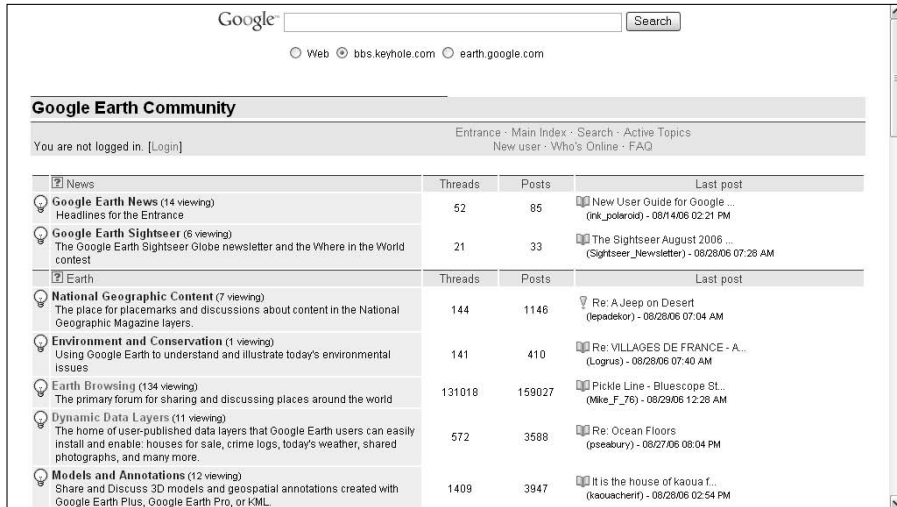 Google™ Search
Web bbs.keyhole.com earth.google.com
Google Earth Community
Entrance · Main Index · Search · Active Topics
You are not logged in. [Login] New user · Who's Online · FAQ
? News Threads Posts Last post
Google Earth News (14 viewing) 52 85 New User Guide for Google ...
Headlines for the Entrance (ink_polaroid) - 08/14/06 02:21 PM
Google Earth Sightseer (6 viewing) 21 33 The Sightseer August 2006 ...
The Google Earth Sightseer Globe newsletter and the Where in the World (Sightseer_Newsletter) - 08/28/06 07:28 AM
contest
? Earth Threads Posts Last post
National Geographic Content (7 viewing) 144 1146 Re: A Jeep on Desert
The place for placemarks and discussions about content in the National (lepadekor) - 08/28/06 07:04 AM
Geographic Magazine layers.
Environment and Conservation (1 viewing) 141 410 Re: VILLAGES DE FRANCE - A...
Using Google Earth to understand and illustrate today's environmental (Logrus) - 08/28/06 07:40 AM
issues
Earth Browsing (134 viewing) 131018 159027 Pickle Line - Bluescope St...
The primary forum for sharing and discussing places around the world (Mike_F_76) - 08/29/06 12:28 AM
Dynamic Data Layers (11 viewing)
The home of user-published data layers that Google Earth users can easily 572 3588 Re: Ocean Floors
install and enable: houses for sale, crime logs, today's weather, shared (pseabury) - 08/27/06 08:04 PM
photographs, and many more.
Models and Annotations (12 viewing) 1409 3947 It is the house of kaoua f...
Share and Discuss 3D models and geospatial annotations created with (kaouacherif) - 08/28/06 02:54 PM
Google Earth Plus, Google Earth Pro, or KML.